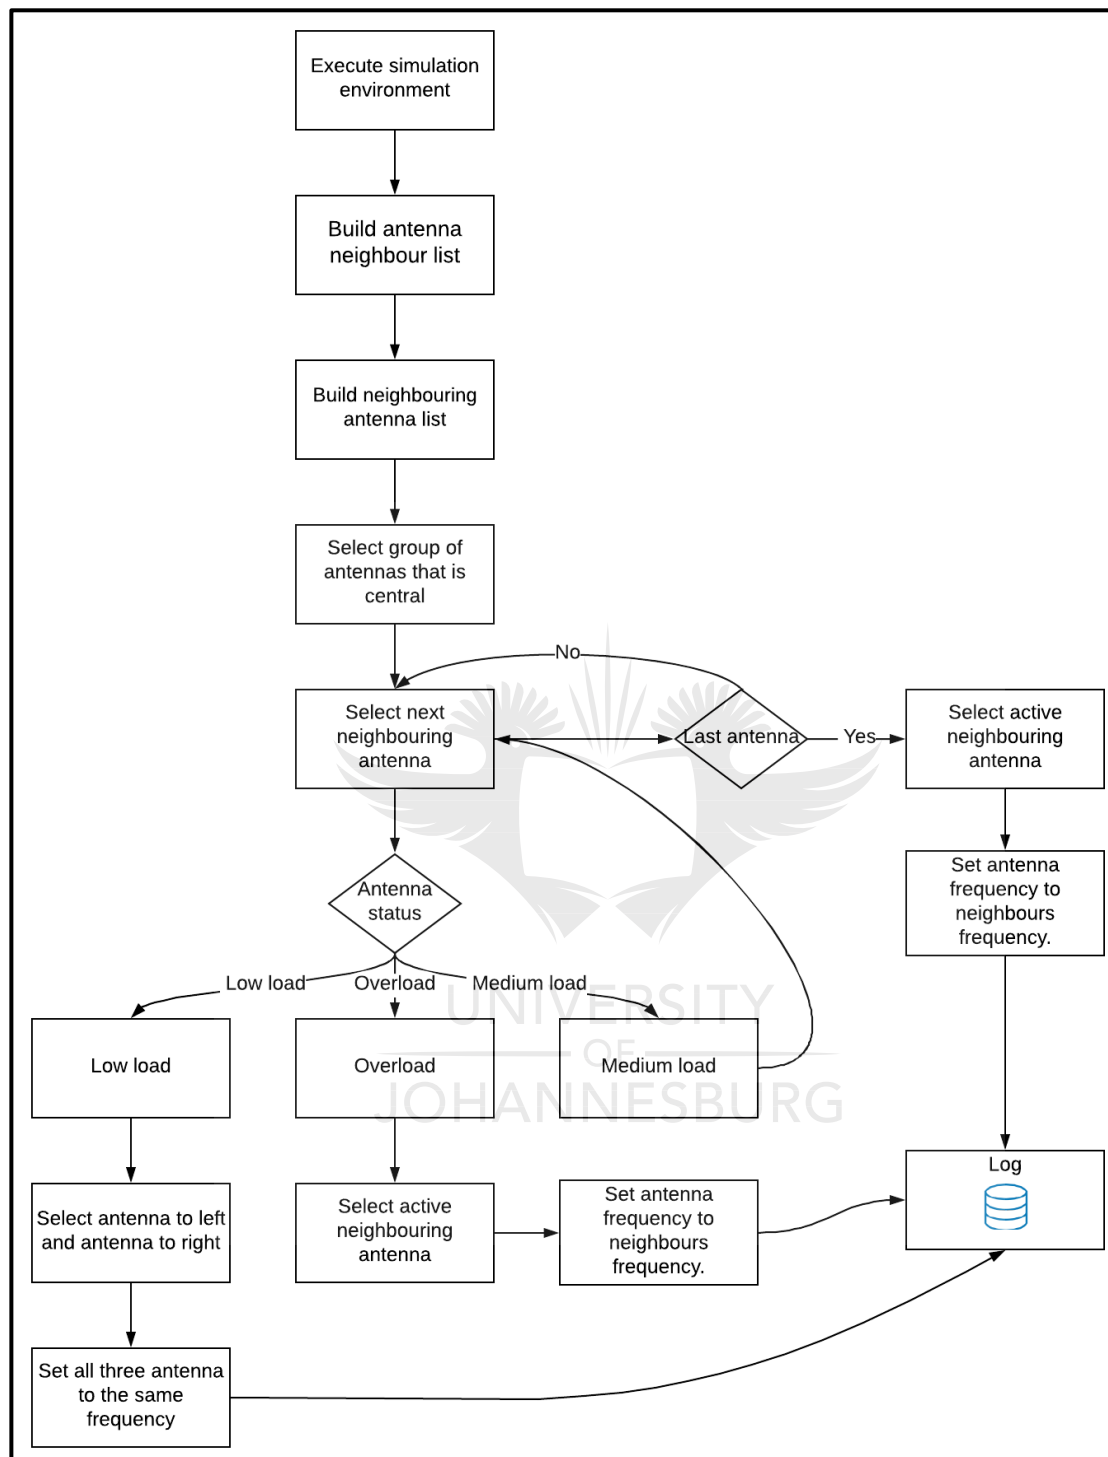 Execute simulation
environment
Build antenna
neighbour list
Build neighbouring
antenna list
Select group of
antennas that is
central
No
Select next
neighbouring
antenna
Last antenna
Yes
Select active
neighbouring
antenna
Set antenna
frequency to
neighbours
frequency.
Antenna
status
Low load
Overload
Medium load
UNIVERSITY
OF
JOHANNESBURG
Low load
Overload
Medium load
Log
Select antenna to left
and antenna to right
Select active
neighbouring
antenna
Set antenna
frequency to
neighbours
frequency.
Set all three antenna
to the same
frequency